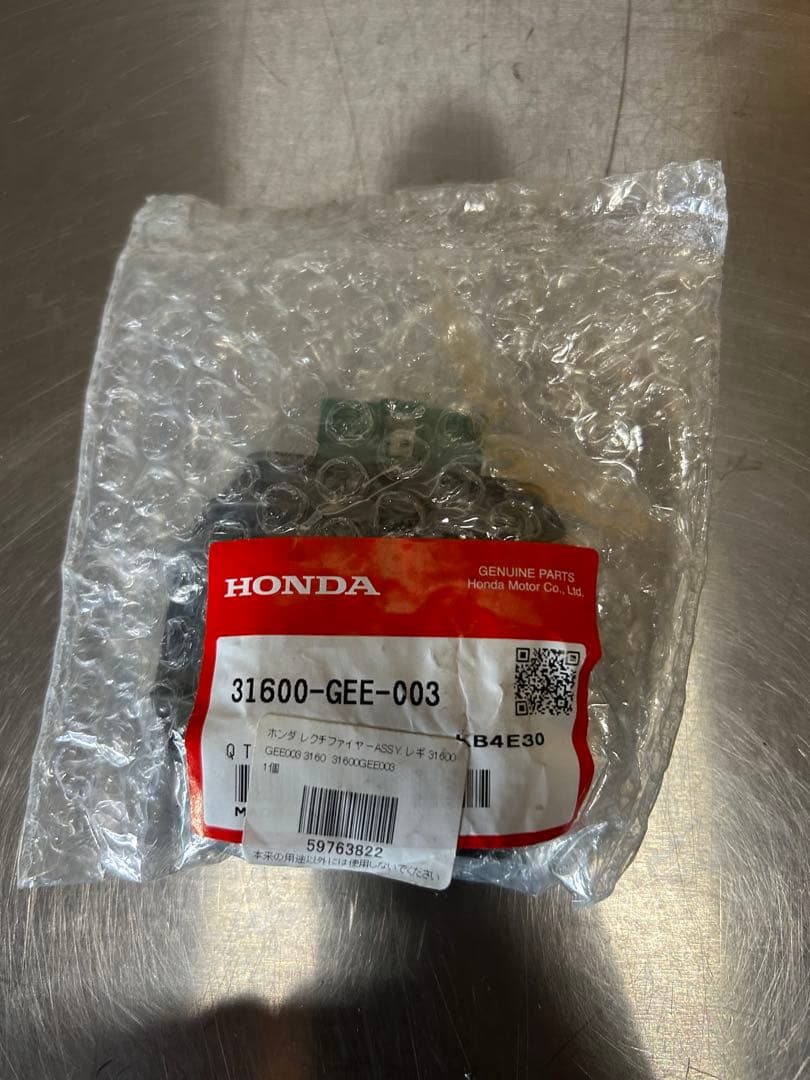 HONDA
GENUINE PARTS
Honda Motor Co., Ltd.
31600-GEE-003
KB4E30
Q T
M
ホンダ レクチファイヤーASSY. レギ 31600
GEE003 3160 31600GEE003
1個
59763822
本来の用途以外には使用しないでください